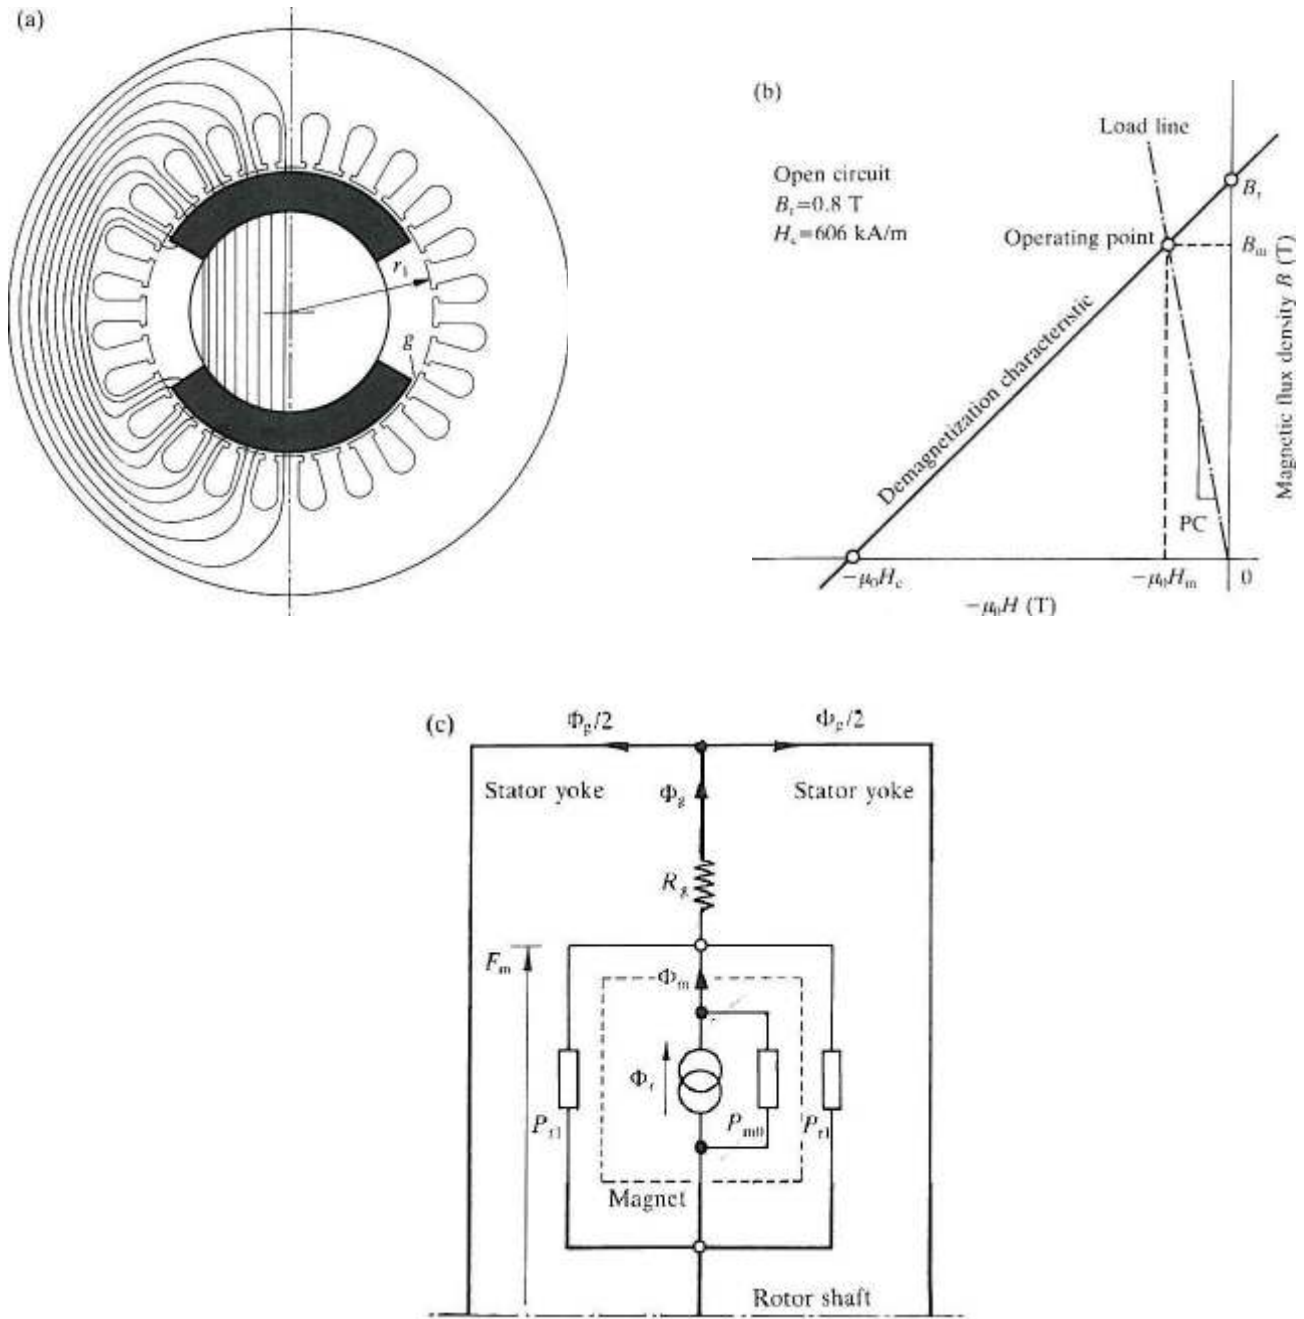 (a)
r₁
g
(b)
Load line
Open circuit
Bᵣ=0.8 T
H꜀=606 kA/m
Bᵣ
Operating point
Bₘ
Demagnetization characteristic
Magnetic flux density B (T)
PC
−μ₀H꜀
−μ₀Hₘ
0
−μ₀H (T)
(c)
Φg/2
Φg/2
Stator yoke
Φg
Stator yoke
Rg
Fₘ
Φₘ
Φᵣ
Pᵣₗ
Pₘ₀
Pᵣₗ
Magnet
Rotor shaft